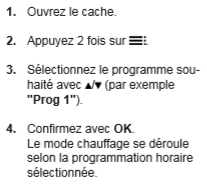 1. Ouvrez le cache.
2. Appuyez 2 fois sur
3. Sélectionnez le programme sou-
haité avec ▲/▼ (par exemple
"Prog 1").
4. Confirmez avec OK.
Le mode chauffage se déroule
selon la programmation horaire
sélectionnée.